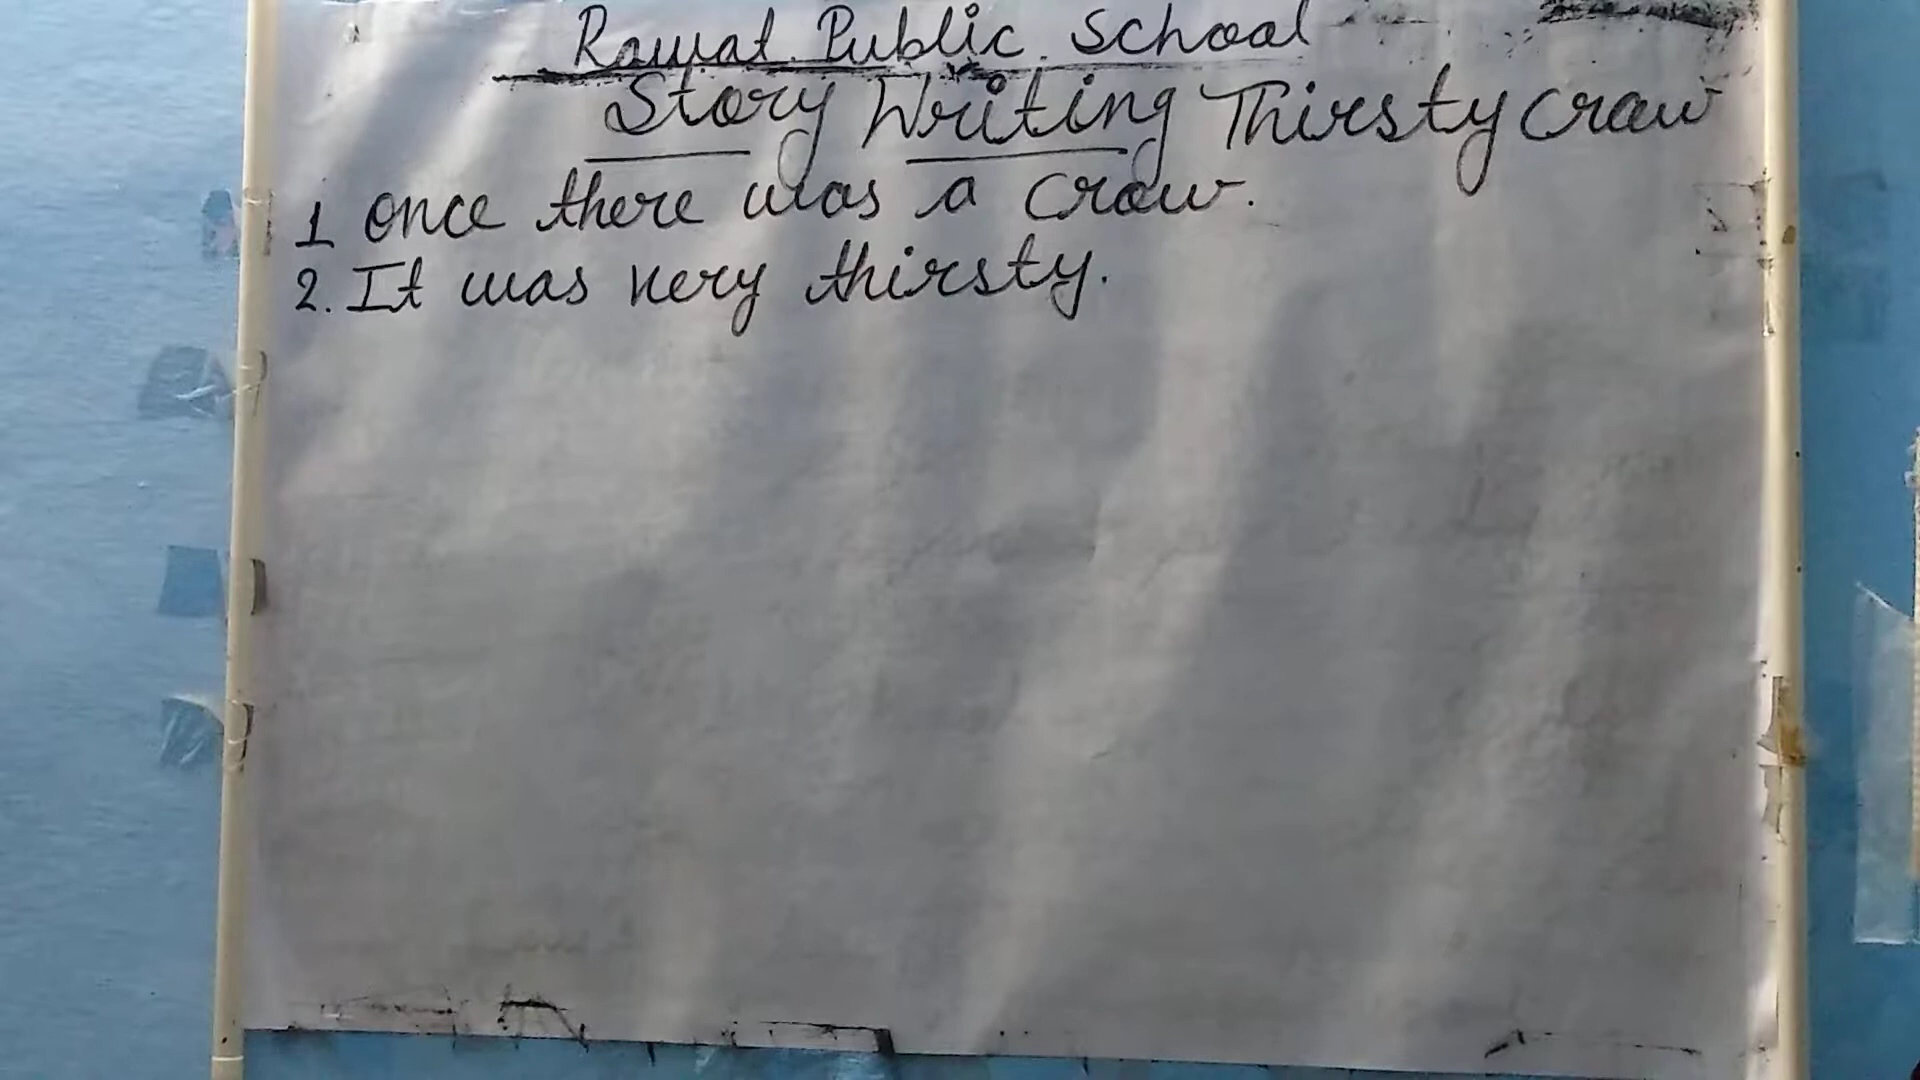 Rawat Public School
Story Writing Thirsty Craw
1 Once there was a Craw.
2. It was very thirsty.